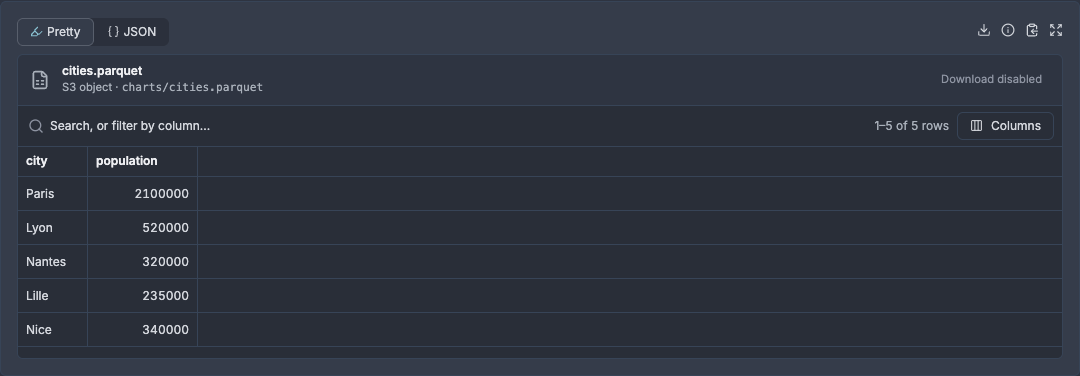 Pretty {} JSON
cities.parquet
S3 object · charts/cities.parquet
Download disabled
Search, or filter by column...
1–5 of 5 rows
Columns
city population
Paris 2100000
Lyon 520000
Nantes 320000
Lille 235000
Nice 340000